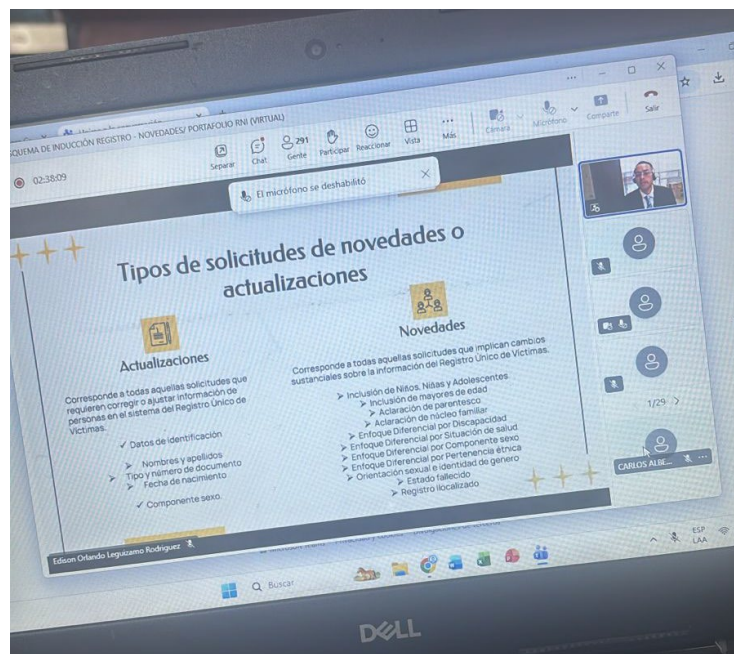 QUEMA DE INDUCCIÓN REGISTRO - NOVEDADES/ PORTAFOLIO RNI (VIRTUAL)
02:38:09
Separar
Chat
291
Gente
Participar
Reaccionar
Vista
Más
Cámara
Micrófono
Compartir
Salir
El micrófono se deshabilitó
Tipos de solicitudes de novedades o
actualizaciones
Actualizaciones
Corresponde a todas aquellas solicitudes que
requieren corregir o ajustar información de
personas en el sistema del Registro Único de
Víctimas.
✓ Datos de identificación
➤ Nombres y apellidos
➤ Tipo y número de documento
➤ Fecha de nacimiento
✓ Componente sexo.
Novedades
Corresponde a todas aquellas solicitudes que implican cambios
sustanciales sobre la información del Registro Único de Víctimas.
➤ Inclusión de Niños, Niñas y Adolescentes
➤ Inclusión de mayores de edad
➤ Aclaración de parentesco
➤ Aclaración de núcleo familiar
➤ Enfoque Diferencial por Discapacidad
➤ Enfoque Diferencial por Situación de salud
➤ Enfoque Diferencial por Componente sexo
➤ Enfoque Diferencial por Pertenencia étnica
➤ Orientación sexual e identidad de genero
➤ Estado fallecido
➤ Registro ilocalizado
1/29
CARLOS ALBE...
Edison Orlando Leguizamo Rodriguez
Buscar
ESP
LAA
DELL